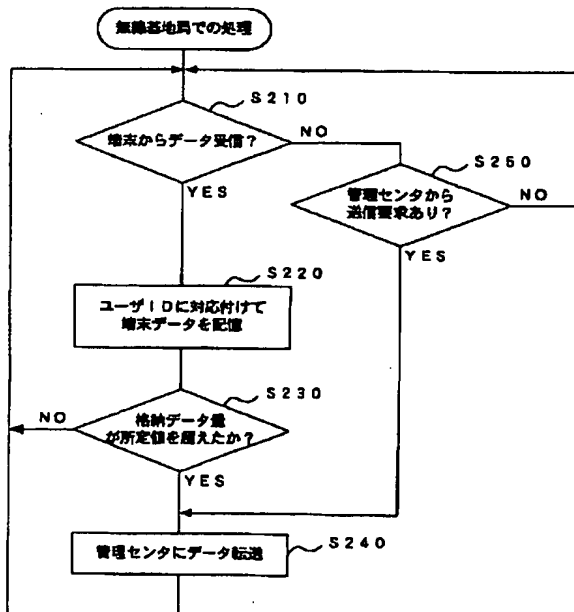 無線基地局での処理
S210
端末からデータ受信？
NO
YES
S250
管理センタから
送信要求あり？
NO
YES
S220
ユーザIDに対応付けて
端末データを記憶
S230
格納データ量
が所定値を超えたか？
NO
YES
S240
管理センタにデータ転送